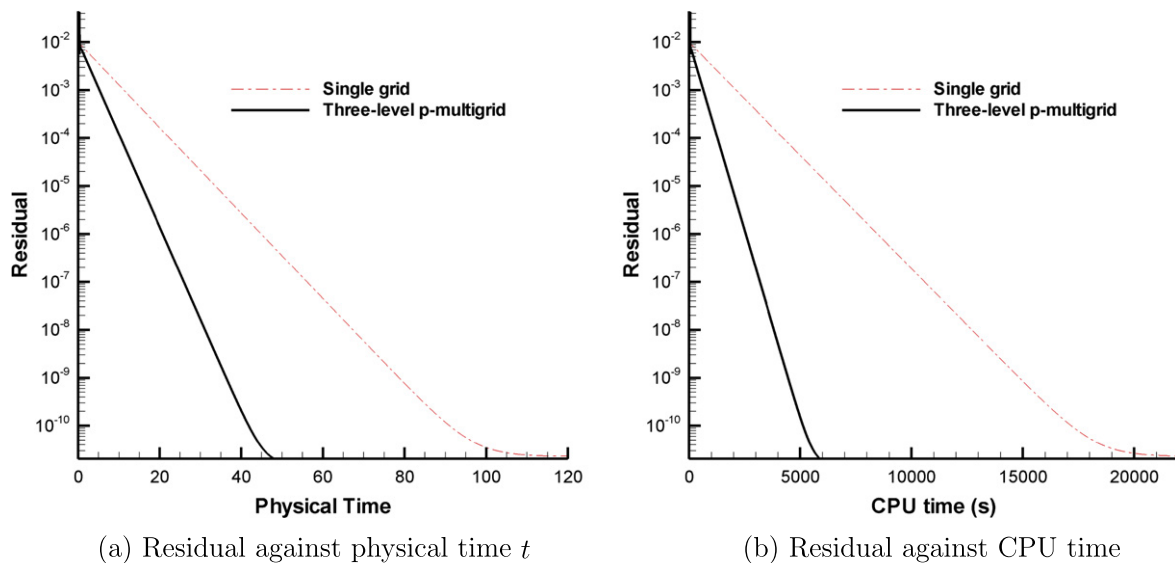 10-2
10-3
10-4
10-5
10-6
10-7
10-8
10-9
10-10
Residual
Single grid
Three-level p-multigrid
0 20 40 60 80 100 120
Physical Time
(a) Residual against physical time t
10-2
10-3
10-4
10-5
10-6
10-7
10-8
10-9
10-10
Residual
Single grid
Three-level p-multigrid
0 5000 10000 15000 20000
CPU time (s)
(b) Residual against CPU time